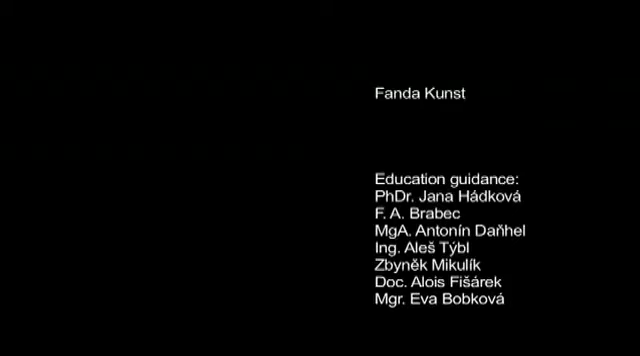 Fanda Kunst
Education guidance:
PhDr. Jana Hádková
F. A. Brabec
MgA. Antonín Daňhel
Ing. Aleš Týbl
Zbyněk Mikulík
Doc. Alois Fišárek
Mgr. Eva Bobková